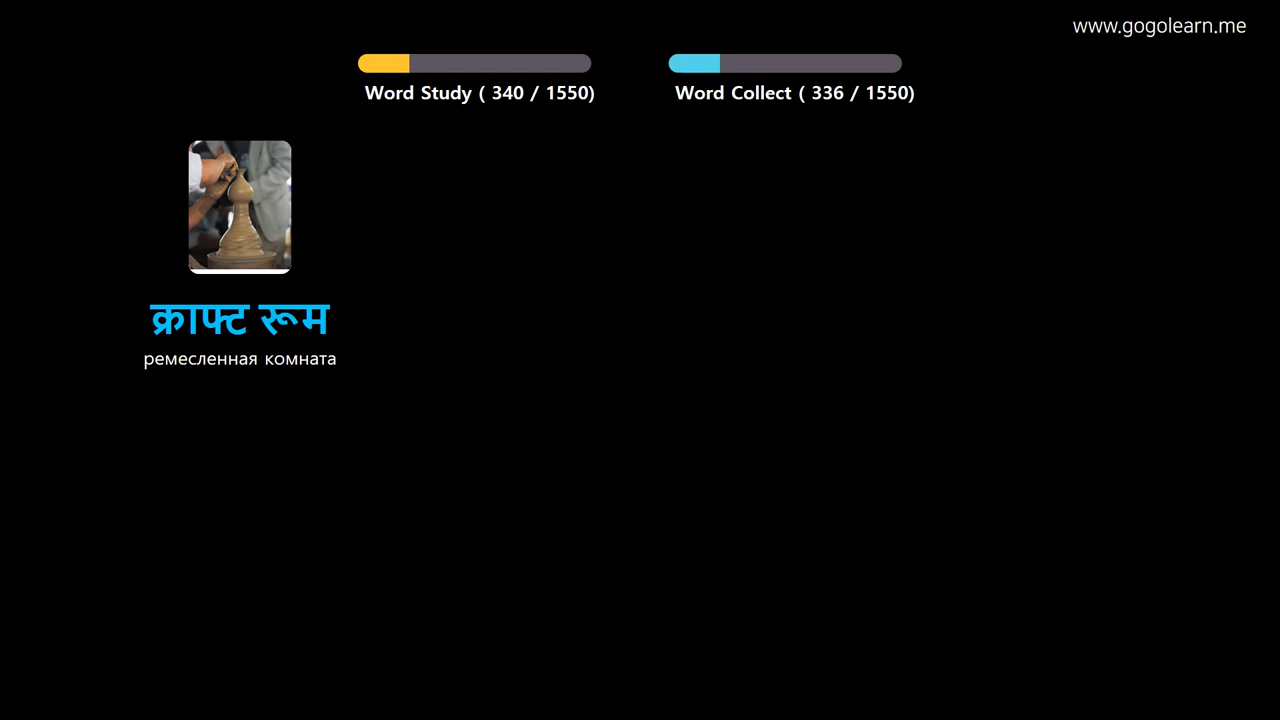 www.gogolearn.me
Word Study ( 340 / 1550)
Word Collect ( 336 / 1550)
क्राफ्ट रूम
ремесленная комната